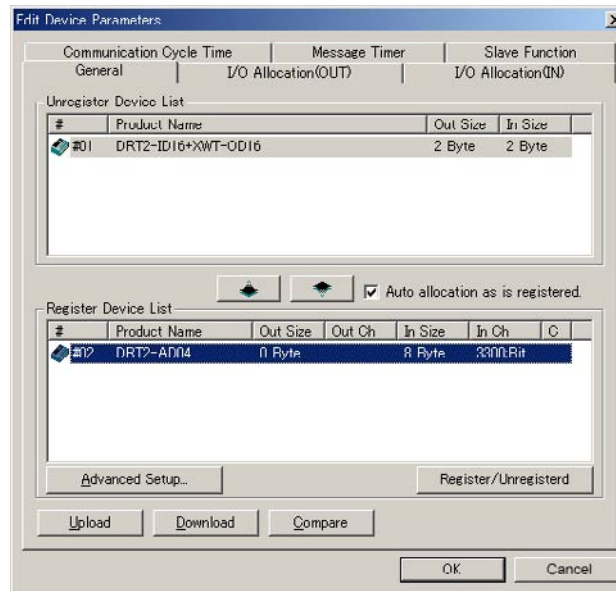 Edit Device Parameters
Communication Cycle Time Message Timer Slave Function
General I/O Allocation(OUT) I/O Allocation(IN)
Unregister Device List
# Product Name Out Size In Size
#01 DRT2-ID16+XWT-OD16 2 Byte 2 Byte
Auto allocation as is registered.
Register Device List
# Product Name Out Size Out Ch In Size In Ch C
#02 DRT2-AD04 0 Byte 8 Byte 3300:Bit
Advanced Setup... Register/Unregisterd
Upload Download Compare
OK Cancel